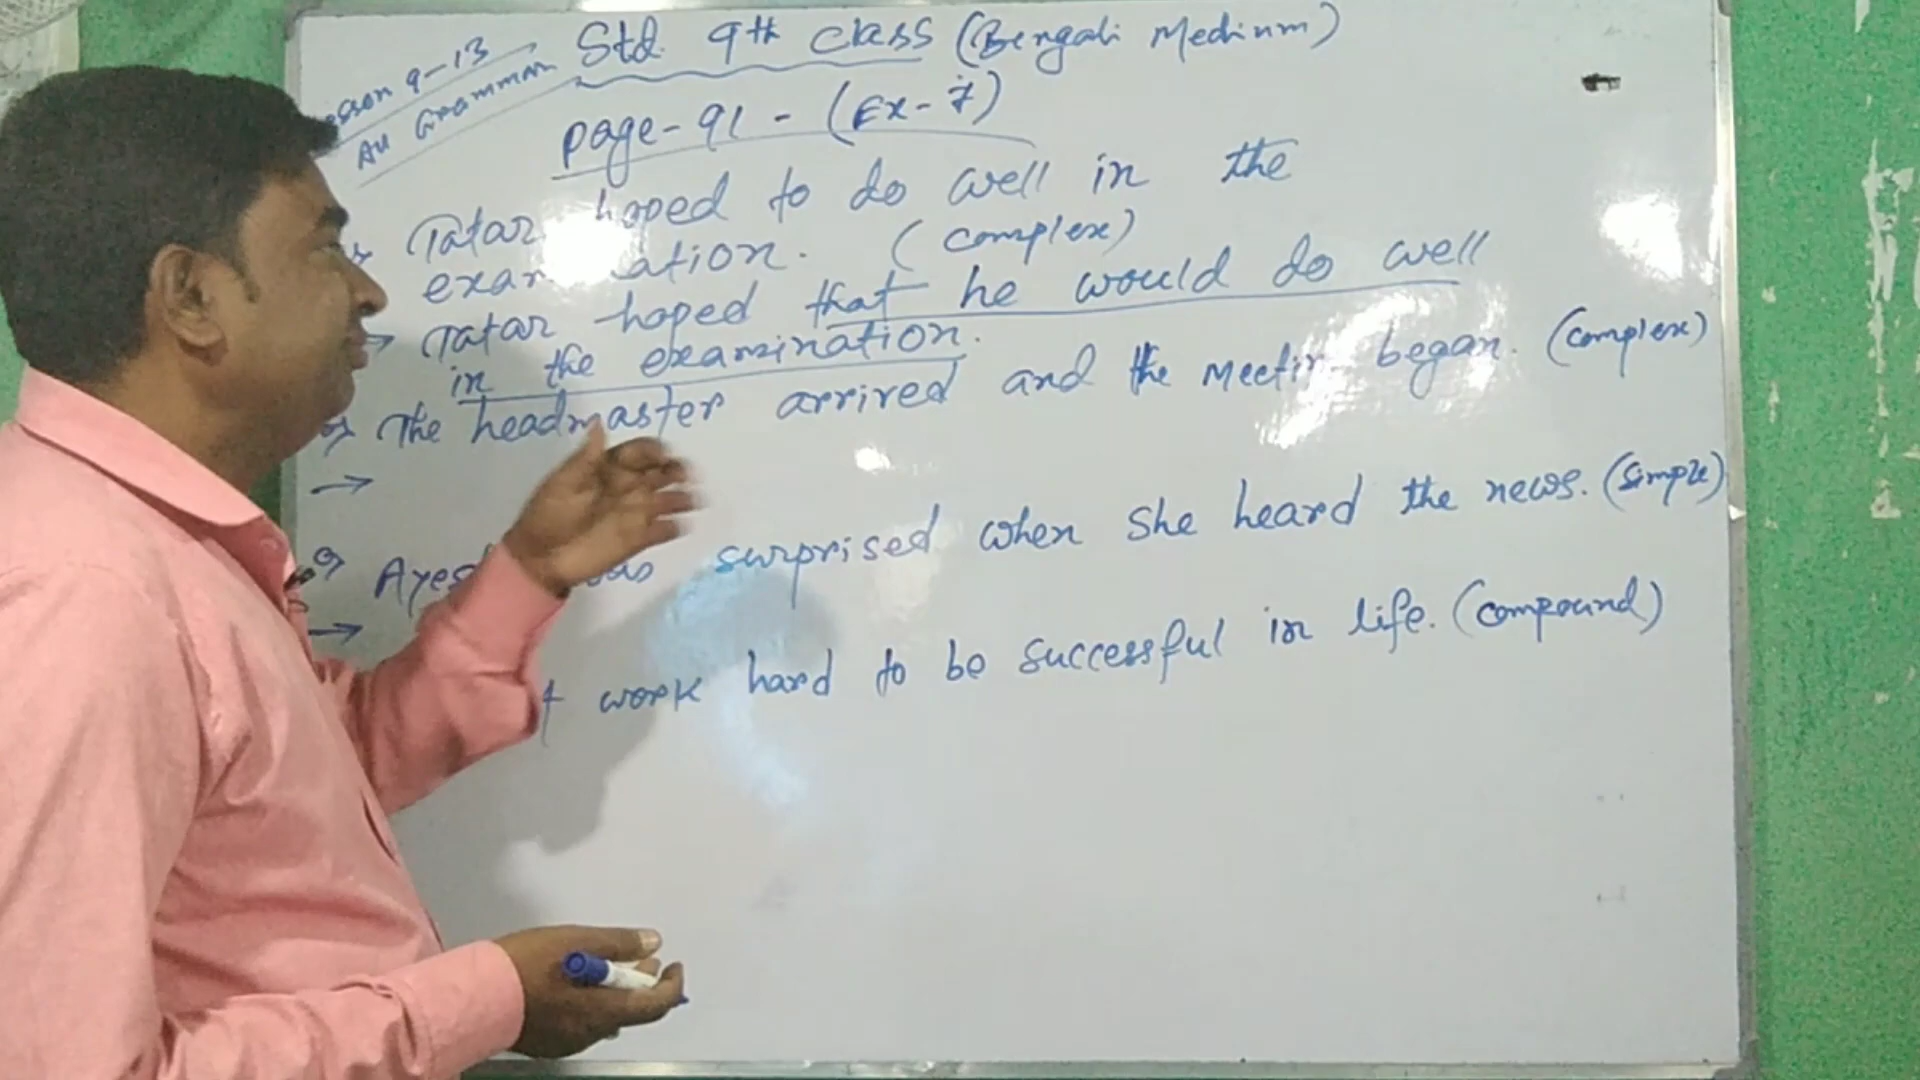 Std. 9th class (Bengali Medium)
9-13
All Grammar
Page-91 - (Ex-7)
Tatar hoped to do well in the
examination. (complex)
→ Tatar hoped that he would do well
in the examination.
The headmaster arrived and the Meeting began. (complex)
→
surprised when she heard the news. (simple)
→
work hard to be successful in life. (compound)